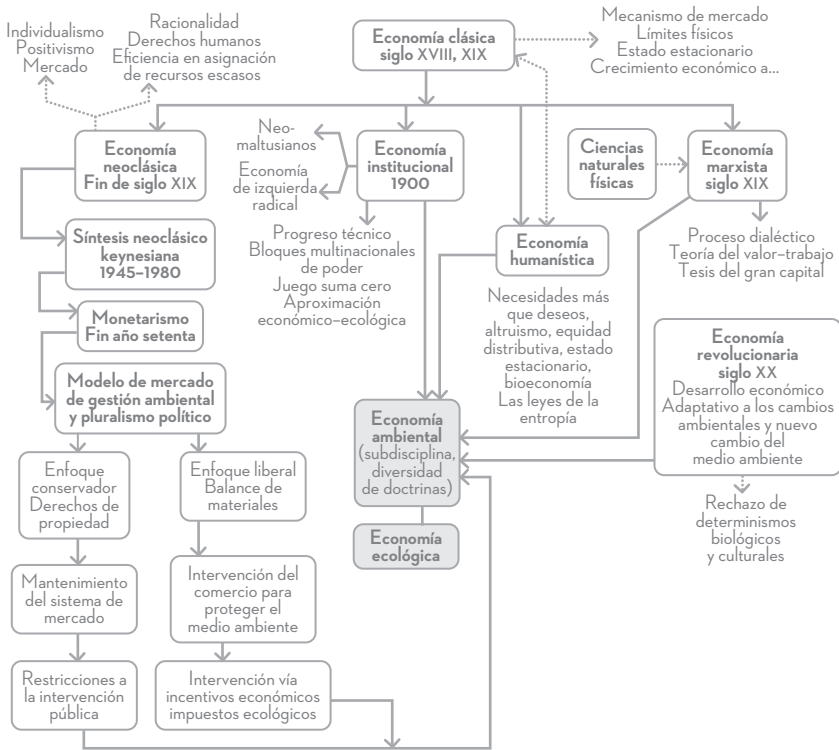 Individualismo
Positivismo
Mercado
Racionalidad
Derechos humanos
Eficiencia en asignación
de recursos escasos
Economía clásica
siglo XVIII, XIX
Mecanismo de mercado
Límites físicos
Estado estacionario
Crecimiento económico a...
Economía
neoclásica
Fin de siglo XIX
Neo-
maltusianos
Economía
de izquierda
radical
Economía
institucional
1900
Ciencias
naturales
físicas
Economía
marxista
siglo XIX
Síntesis neoclásico
keynesiana
1945–1980
Progreso técnico
Bloques multinacionales
de poder
Juego suma cero
Aproximación
económico–ecológica
Economía
humanística
Proceso dialéctico
Teoría del valor–trabajo
Tesis del gran capital
Monetarismo
Fin año setenta
Necesidades más
que deseos,
altruismo, equidad
distributiva, estado
estacionario,
bioeconomía
Las leyes de la
entropía
Economía
revolucionaria
siglo XX
Desarrollo económico
Adaptativo a los cambios
ambientales y nuevo
cambio del
medio ambiente
Modelo de mercado
de gestión ambiental
y pluralismo político
Economía
ambiental
(subdisciplina,
diversidad
de doctrinas)
Enfoque
conservador
Derechos de
propiedad
Enfoque liberal
Balance de
materiales
Rechazo de
determinismos
biológicos
y culturales
Economía
ecológica
Mantenimiento
del sistema de
mercado
Intervención del
comercio para
proteger el
medio ambiente
Restricciones a
la intervención
pública
Intervención vía
incentivos económicos
impuestos ecológicos